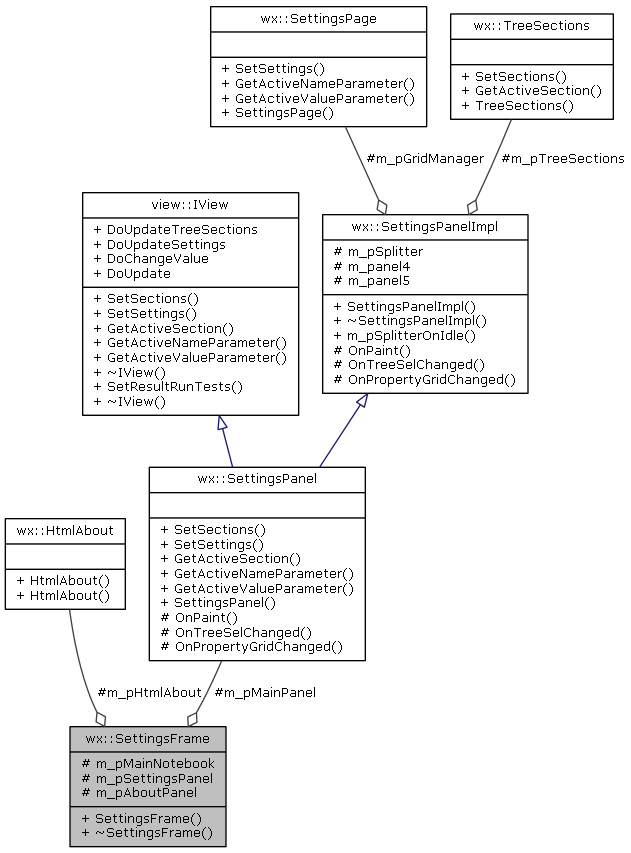 wx::SettingsPage
+ SetSettings()
+ GetActiveNameParameter()
+ GetActiveValueParameter()
+ SettingsPage()
wx::TreeSections
+ SetSections()
+ GetActiveSection()
+ TreeSections()
#m_pGridManager
#m_pTreeSections
view::IView
+ DoUpdateTreeSections
+ DoUpdateSettings
+ DoChangeValue
+ DoUpdate
+ SetSections()
+ SetSettings()
+ GetActiveSection()
+ GetActiveNameParameter()
+ GetActiveValueParameter()
+ ~IView()
+ SetResultRunTests()
+ ~IView()
wx::SettingsPanelImpl
# m_pSplitter
# m_panel4
# m_panel5
+ SettingsPanelImpl()
+ ~SettingsPanelImpl()
+ m_pSplitterOnIdle()
# OnPaint()
# OnTreeSelChanged()
# OnPropertyGridChanged()
wx::SettingsPanel
+ SetSections()
+ SetSettings()
+ GetActiveSection()
+ GetActiveNameParameter()
+ GetActiveValueParameter()
+ SettingsPanel()
# OnPaint()
# OnTreeSelChanged()
# OnPropertyGridChanged()
wx::HtmlAbout
+ HtmlAbout()
+ HtmlAbout()
#m_pHtmlAbout
#m_pMainPanel
wx::SettingsFrame
# m_pMainNotebook
# m_pSettingsPanel
# m_pAboutPanel
+ SettingsFrame()
+ ~SettingsFrame()